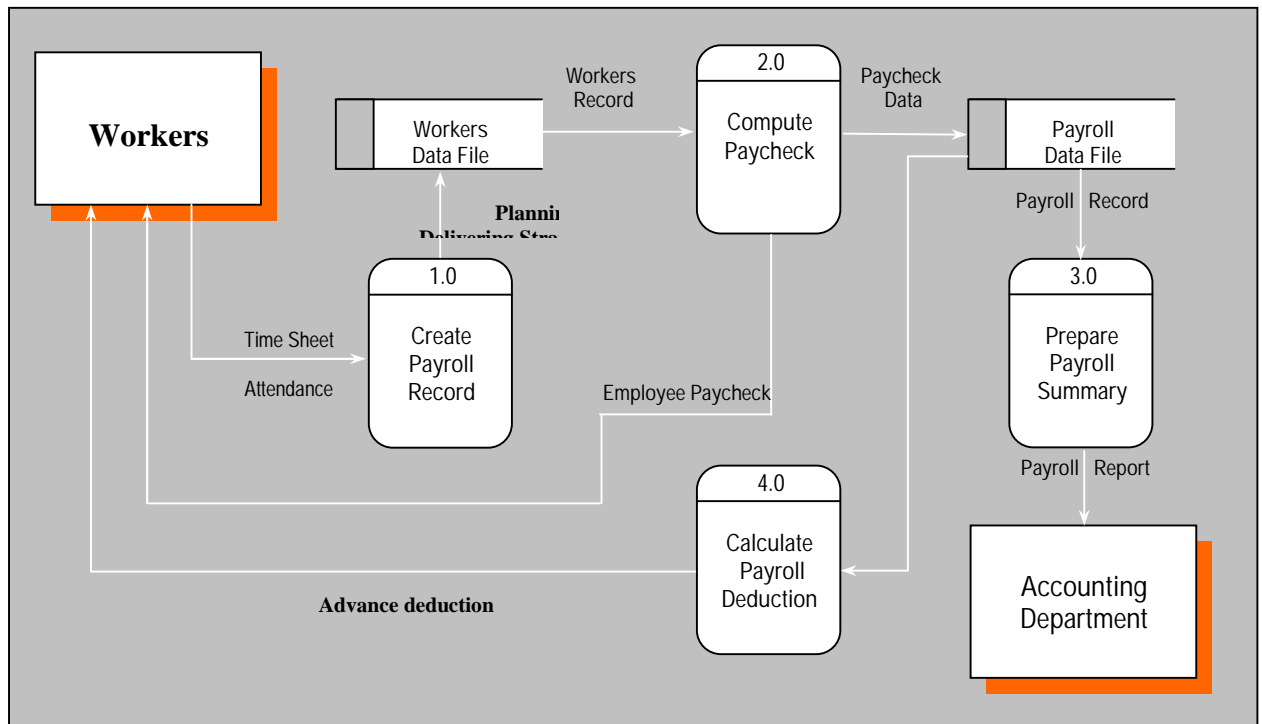 Workers
Workers
Data File
Workers
Record
2.0
Compute
Paycheck
Paycheck
Data
Payroll
Data File
Payroll Record
1.0
Create
Payroll
Record
Time Sheet
Attendance
Employee Paycheck
3.0
Prepare
Payroll
Summary
Payroll Report
4.0
Calculate
Payroll
Deduction
Advance deduction
Accounting
Department